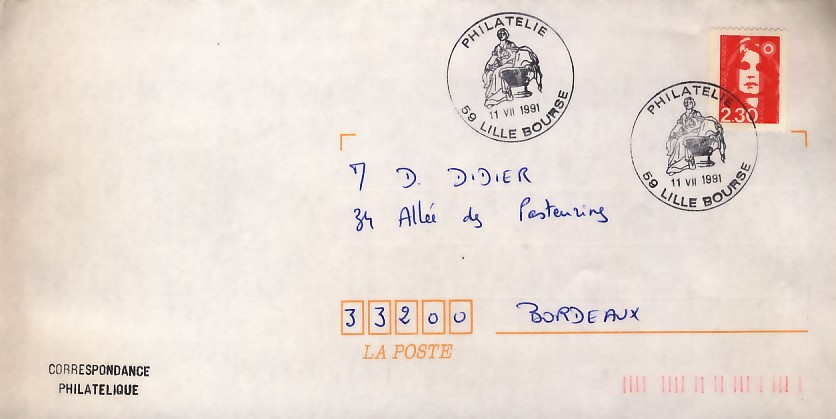 PHILATELIE
11 VII 1991
59 LILLE BOURSE
2.30
PHILATELIE
11 VII 1991
59 LILLE BOURSE
D. DIDIER
34 Allée des
33200 BORDEAUX
LA POSTE
CORRESPONDANCE
PHILATELIQUE